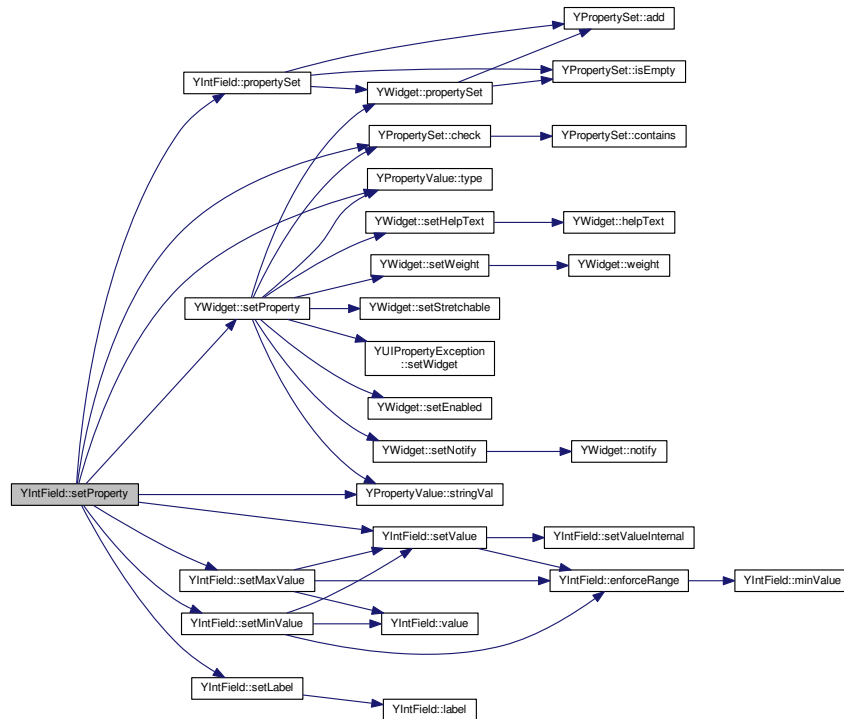 YPropertySet::add
YPropertySet::isEmpty
YIntField::propertySet
YWidget::propertySet
YPropertySet::check
YPropertySet::contains
YPropertyValue::type
YWidget::setHelpText
YWidget::helpText
YWidget::setWeight
YWidget::weight
YWidget::setProperty
YWidget::setStretchable
YUIPropertyException
::setWidget
YWidget::setEnabled
YWidget::setNotify
YWidget::notify
YIntField::setProperty
YPropertyValue::stringVal
YIntField::setValue
YIntField::setValueInternal
YIntField::setMaxValue
YIntField::enforceRange
YIntField::minValue
YIntField::setMinValue
YIntField::value
YIntField::setLabel
YIntField::label